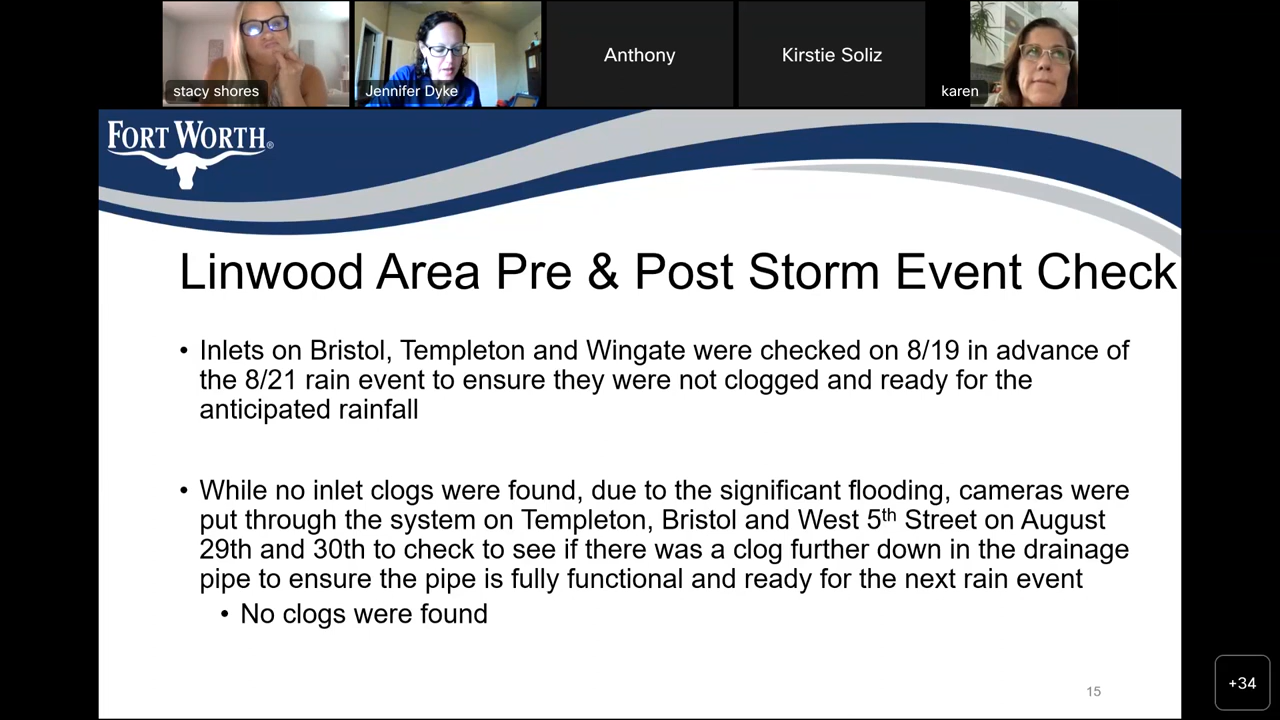 stacy shores
Jennifer Dyke
Anthony
Kirstie Soliz
karen
FORT WORTH®
Linwood Area Pre & Post Storm Event Check
• Inlets on Bristol, Templeton and Wingate were checked on 8/19 in advance of
the 8/21 rain event to ensure they were not clogged and ready for the
anticipated rainfall
• While no inlet clogs were found, due to the significant flooding, cameras were
put through the system on Templeton, Bristol and West 5th Street on August
29th and 30th to check to see if there was a clog further down in the drainage
pipe to ensure the pipe is fully functional and ready for the next rain event
• No clogs were found
15
+34